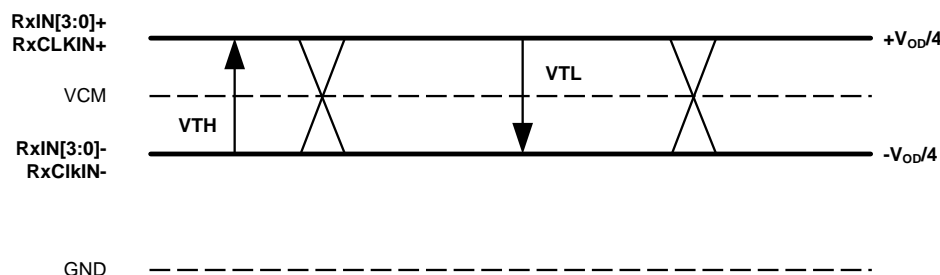 RxIN[3:0]+
RxCLKIN+
+VOD/4
VTL
VCM
VTH
RxIN[3:0]-
RxClkIN-
-VOD/4
GND